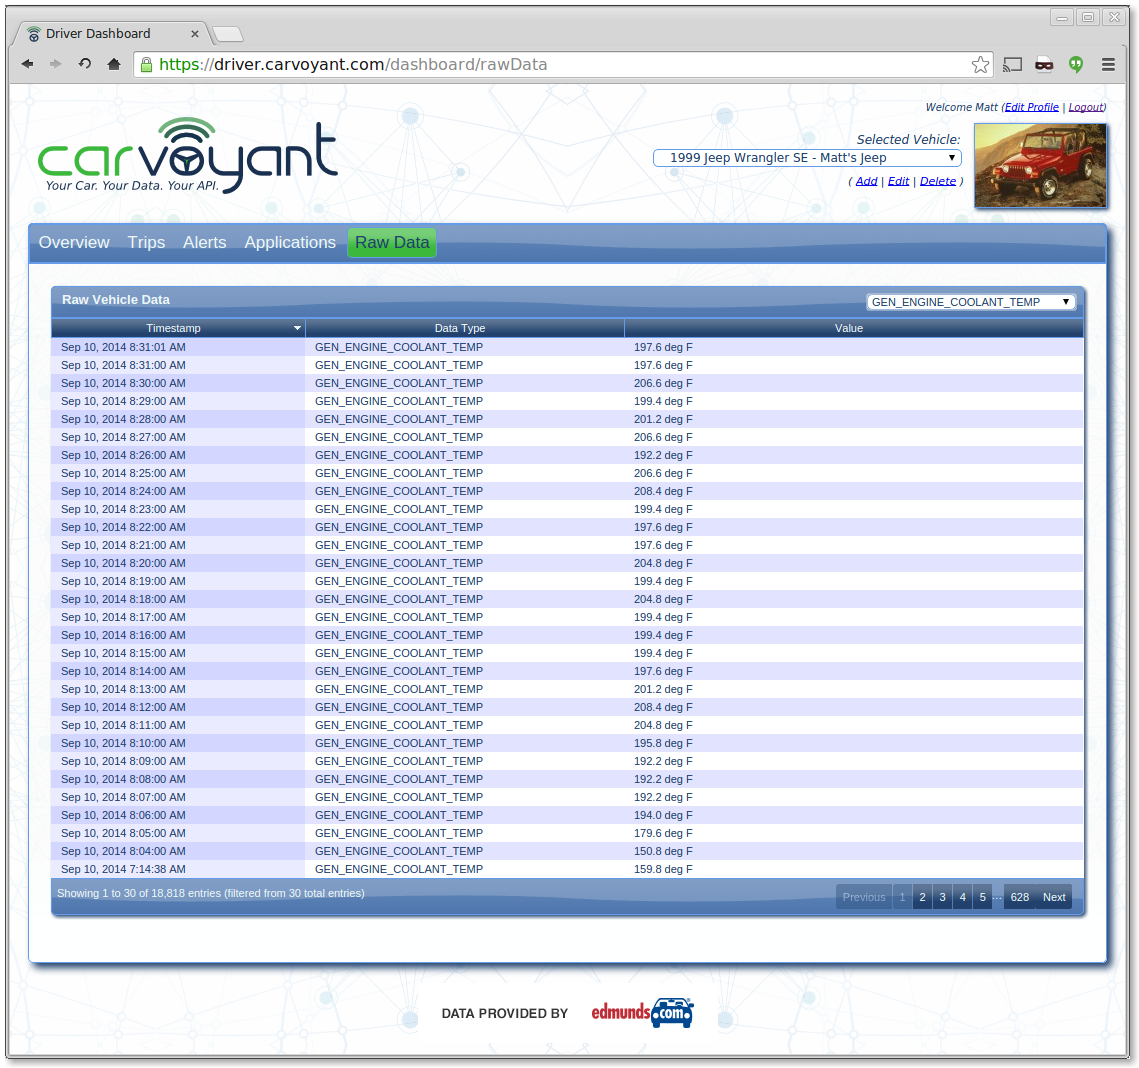 Driver Dashboard
https://driver.carvoyant.com/dashboard/rawData
Welcome Matt (Edit Profile | Logout)
carvoyant
Your Car. Your Data. Your API.
Selected Vehicle:
1999 Jeep Wrangler SE - Matt's Jeep
( Add | Edit | Delete )
Overview Trips Alerts Applications Raw Data
Raw Vehicle Data GEN_ENGINE_COOLANT_TEMP
Timestamp Data Type Value
Sep 10, 2014 8:31:01 AM GEN_ENGINE_COOLANT_TEMP 197.6 deg F
Sep 10, 2014 8:31:00 AM GEN_ENGINE_COOLANT_TEMP 197.6 deg F
Sep 10, 2014 8:30:00 AM GEN_ENGINE_COOLANT_TEMP 206.6 deg F
Sep 10, 2014 8:29:00 AM GEN_ENGINE_COOLANT_TEMP 199.4 deg F
Sep 10, 2014 8:28:00 AM GEN_ENGINE_COOLANT_TEMP 201.2 deg F
Sep 10, 2014 8:27:00 AM GEN_ENGINE_COOLANT_TEMP 206.6 deg F
Sep 10, 2014 8:26:00 AM GEN_ENGINE_COOLANT_TEMP 192.2 deg F
Sep 10, 2014 8:25:00 AM GEN_ENGINE_COOLANT_TEMP 206.6 deg F
Sep 10, 2014 8:24:00 AM GEN_ENGINE_COOLANT_TEMP 208.4 deg F
Sep 10, 2014 8:23:00 AM GEN_ENGINE_COOLANT_TEMP 199.4 deg F
Sep 10, 2014 8:22:00 AM GEN_ENGINE_COOLANT_TEMP 197.6 deg F
Sep 10, 2014 8:21:00 AM GEN_ENGINE_COOLANT_TEMP 197.6 deg F
Sep 10, 2014 8:20:00 AM GEN_ENGINE_COOLANT_TEMP 204.8 deg F
Sep 10, 2014 8:19:00 AM GEN_ENGINE_COOLANT_TEMP 199.4 deg F
Sep 10, 2014 8:18:00 AM GEN_ENGINE_COOLANT_TEMP 204.8 deg F
Sep 10, 2014 8:17:00 AM GEN_ENGINE_COOLANT_TEMP 199.4 deg F
Sep 10, 2014 8:16:00 AM GEN_ENGINE_COOLANT_TEMP 199.4 deg F
Sep 10, 2014 8:15:00 AM GEN_ENGINE_COOLANT_TEMP 199.4 deg F
Sep 10, 2014 8:14:00 AM GEN_ENGINE_COOLANT_TEMP 197.6 deg F
Sep 10, 2014 8:13:00 AM GEN_ENGINE_COOLANT_TEMP 201.2 deg F
Sep 10, 2014 8:12:00 AM GEN_ENGINE_COOLANT_TEMP 208.4 deg F
Sep 10, 2014 8:11:00 AM GEN_ENGINE_COOLANT_TEMP 204.8 deg F
Sep 10, 2014 8:10:00 AM GEN_ENGINE_COOLANT_TEMP 195.8 deg F
Sep 10, 2014 8:09:00 AM GEN_ENGINE_COOLANT_TEMP 192.2 deg F
Sep 10, 2014 8:08:00 AM GEN_ENGINE_COOLANT_TEMP 192.2 deg F
Sep 10, 2014 8:07:00 AM GEN_ENGINE_COOLANT_TEMP 192.2 deg F
Sep 10, 2014 8:06:00 AM GEN_ENGINE_COOLANT_TEMP 194.0 deg F
Sep 10, 2014 8:05:00 AM GEN_ENGINE_COOLANT_TEMP 179.6 deg F
Sep 10, 2014 8:04:00 AM GEN_ENGINE_COOLANT_TEMP 150.8 deg F
Sep 10, 2014 7:14:38 AM GEN_ENGINE_COOLANT_TEMP 159.8 deg F
Showing 1 to 30 of 18,818 entries (filtered from 30 total entries) Previous 1 2 3 4 5 ... 628 Next
DATA PROVIDED BY edmunds.com